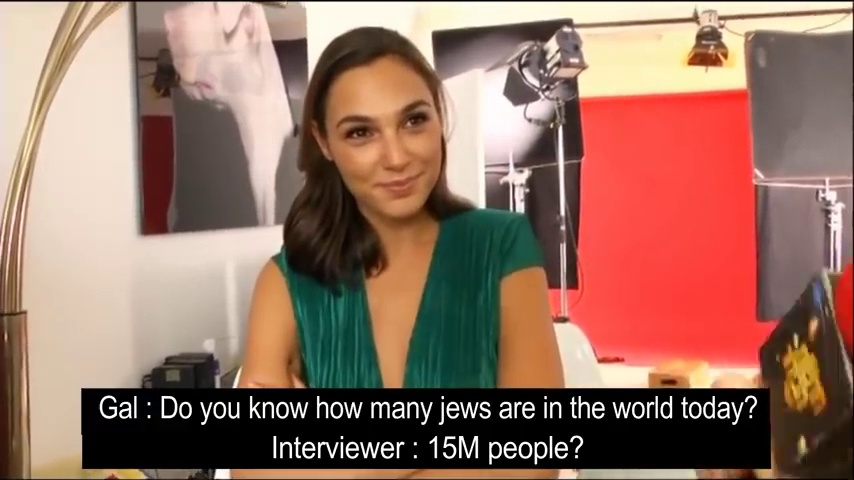 Gal : Do you know how many jews are in the world today?
Interviewer : 15M people?